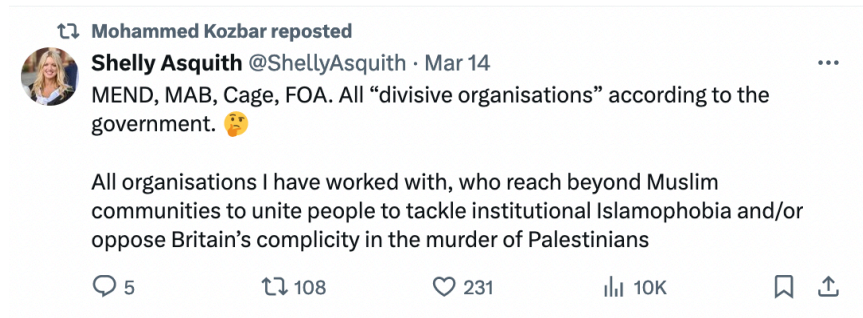 Mohammed Kozbar reposted
Shelly Asquith @ShellyAsquith · Mar 14
MEND, MAB, Cage, FOA. All “divisive organisations” according to the
government. 🤔
All organisations I have worked with, who reach beyond Muslim
communities to unite people to tackle institutional Islamophobia and/or
oppose Britain’s complicity in the murder of Palestinians
5 108 231 10K